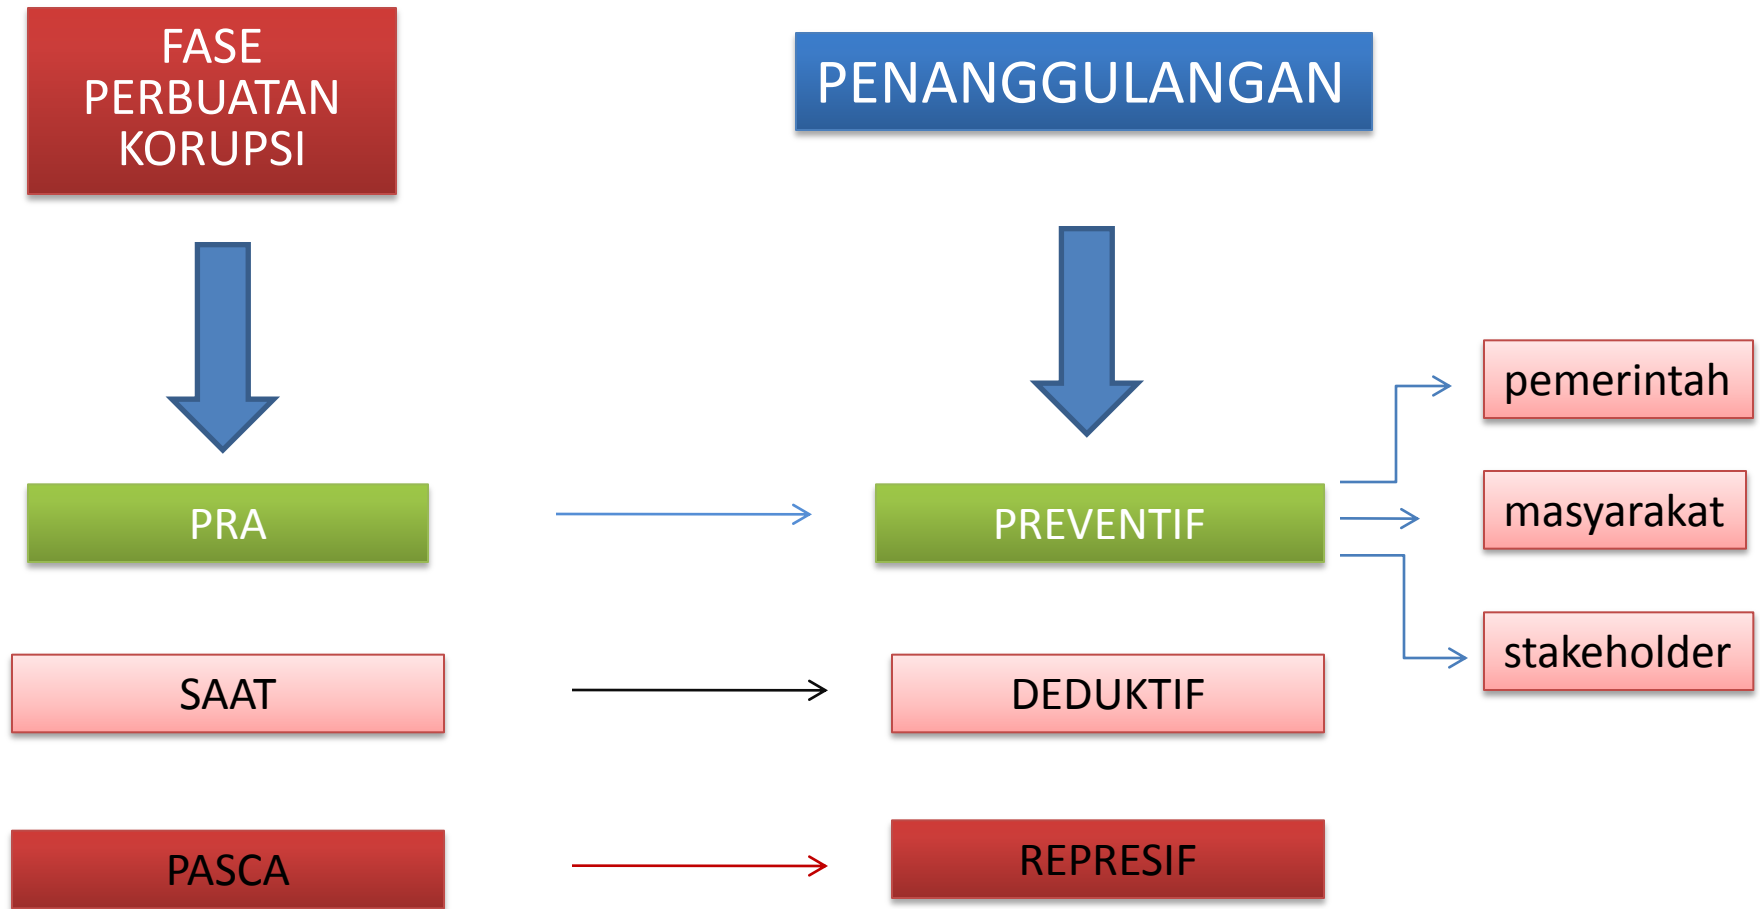 FASE
PERBUATAN
KORUPSI
PENANGGULANGAN
PRA
PREVENTIF
pemerintah
masyarakat
stakeholder
SAAT
DEDUKTIF
PASCA
REPRESIF